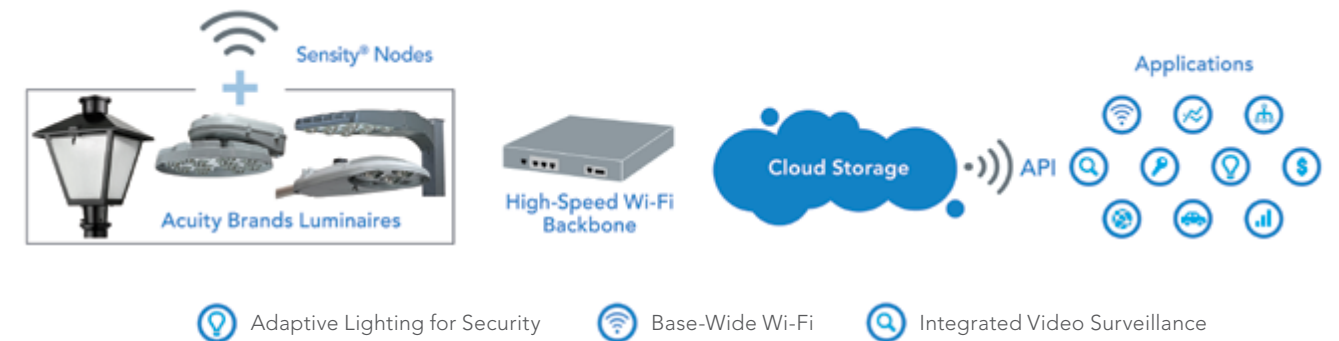 Sensity® Nodes
Acuity Brands Luminaires
High-Speed Wi-Fi
Backbone
Cloud Storage
API
Applications
$
Adaptive Lighting for Security
Base-Wide Wi-Fi
Integrated Video Surveillance